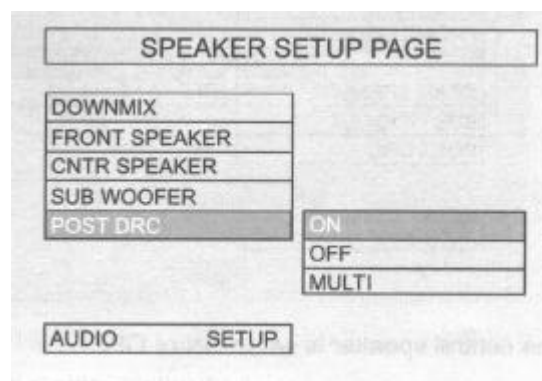 SPEAKER SETUP PAGE
DOWNMIX
FRONT SPEAKER
CNTR SPEAKER
SUB WOOFER
POST DRC ON
OFF
MULTI
AUDIO SETUP